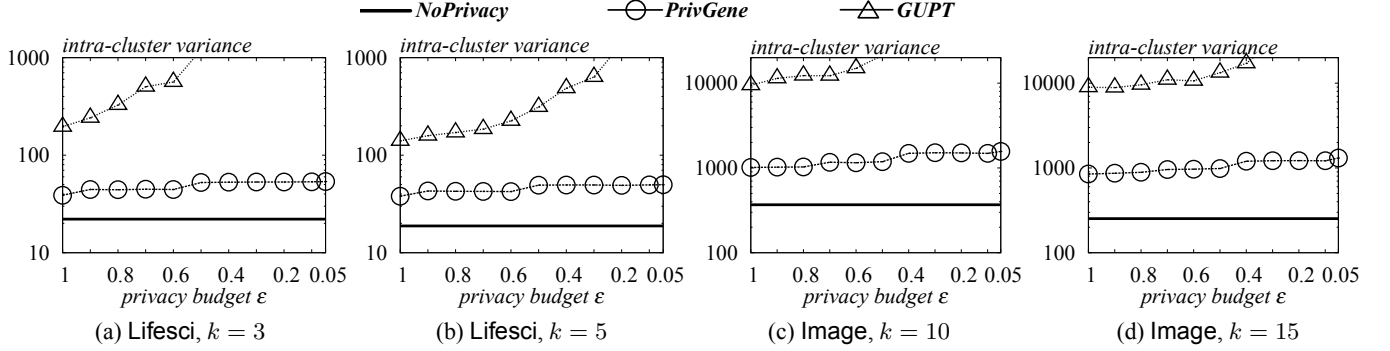 NoPrivacy PrivGene GUPT
intra-cluster variance
1000
100
10
1 0.8 0.6 0.4 0.2 0.05
privacy budget ε
(a) Lifesci, k = 3
intra-cluster variance
1000
100
10
1 0.8 0.6 0.4 0.2 0.05
privacy budget ε
(b) Lifesci, k = 5
intra-cluster variance
10000
1000
100
1 0.8 0.6 0.4 0.2 0.05
privacy budget ε
(c) Image, k = 10
intra-cluster variance
10000
1000
100
1 0.8 0.6 0.4 0.2 0.05
privacy budget ε
(d) Image, k = 15